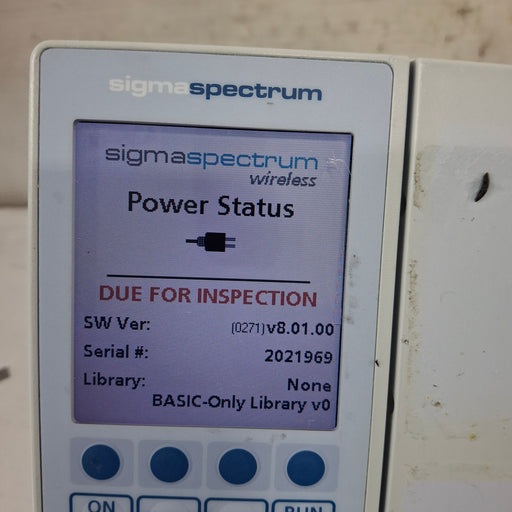 sigmaspectrum
sigmaspectrum
wireless
Power Status
DUE FOR INSPECTION
SW Ver: (0271)v8.01.00
Serial #: 2021969
Library: None
BASIC-Only Library v0
ON RUN